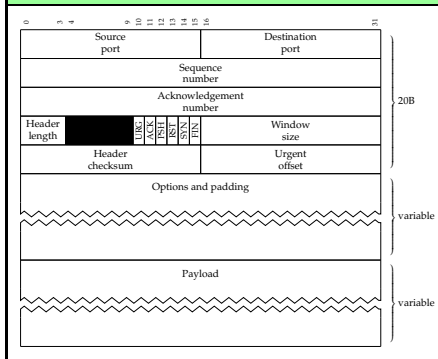 0 3 4 9 10 11 12 13 14 15 16 31
Source Destination
port port
Sequence
number
Acknowledgement
number
20B
Header URG ACK PSH RST SYN FIN Window
length size
Header Urgent
checksum offset
Options and padding
variable
Payload
variable